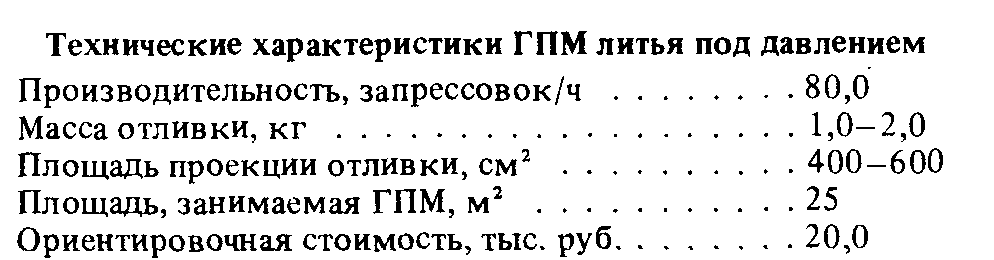 Технические характеристики ГПМ литья под давлением
Производительность, запрессовок/ч . . . . . . . . 80,0
Масса отливки, кг . . . . . . . . . . . . . . . . . . . . 1,0–2,0
Площадь проекции отливки, см² . . . . . . . . . . 400–600
Площадь, занимаемая ГПМ, м² . . . . . . . . . . . 25
Ориентировочная стоимость, тыс. руб. . . . . . . . 20,0